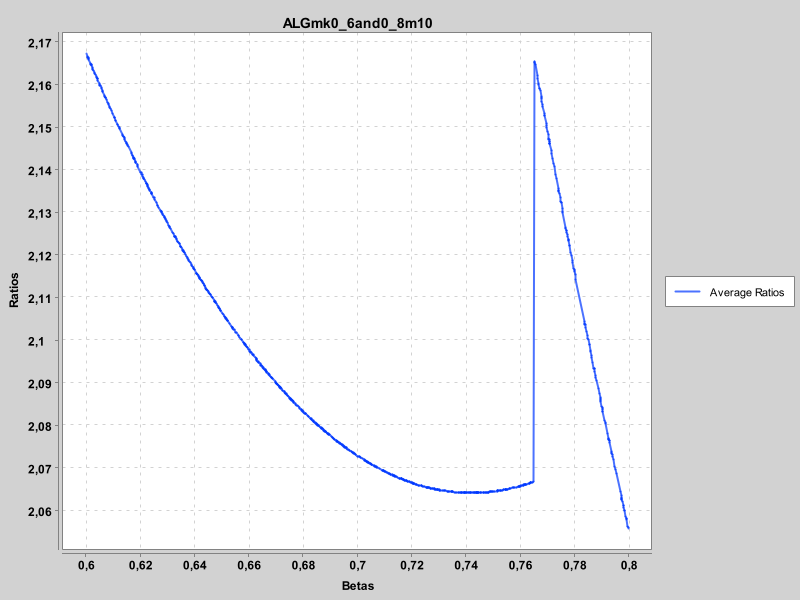 ALGmk0_6and0_8m10
2,17
2,16
2,15
2,14
2,13
2,12
2,11
2,1
2,09
2,08
2,07
2,06
Ratios
0,6 0,62 0,64 0,66 0,68 0,7 0,72 0,74 0,76 0,78 0,8
Betas
Average Ratios